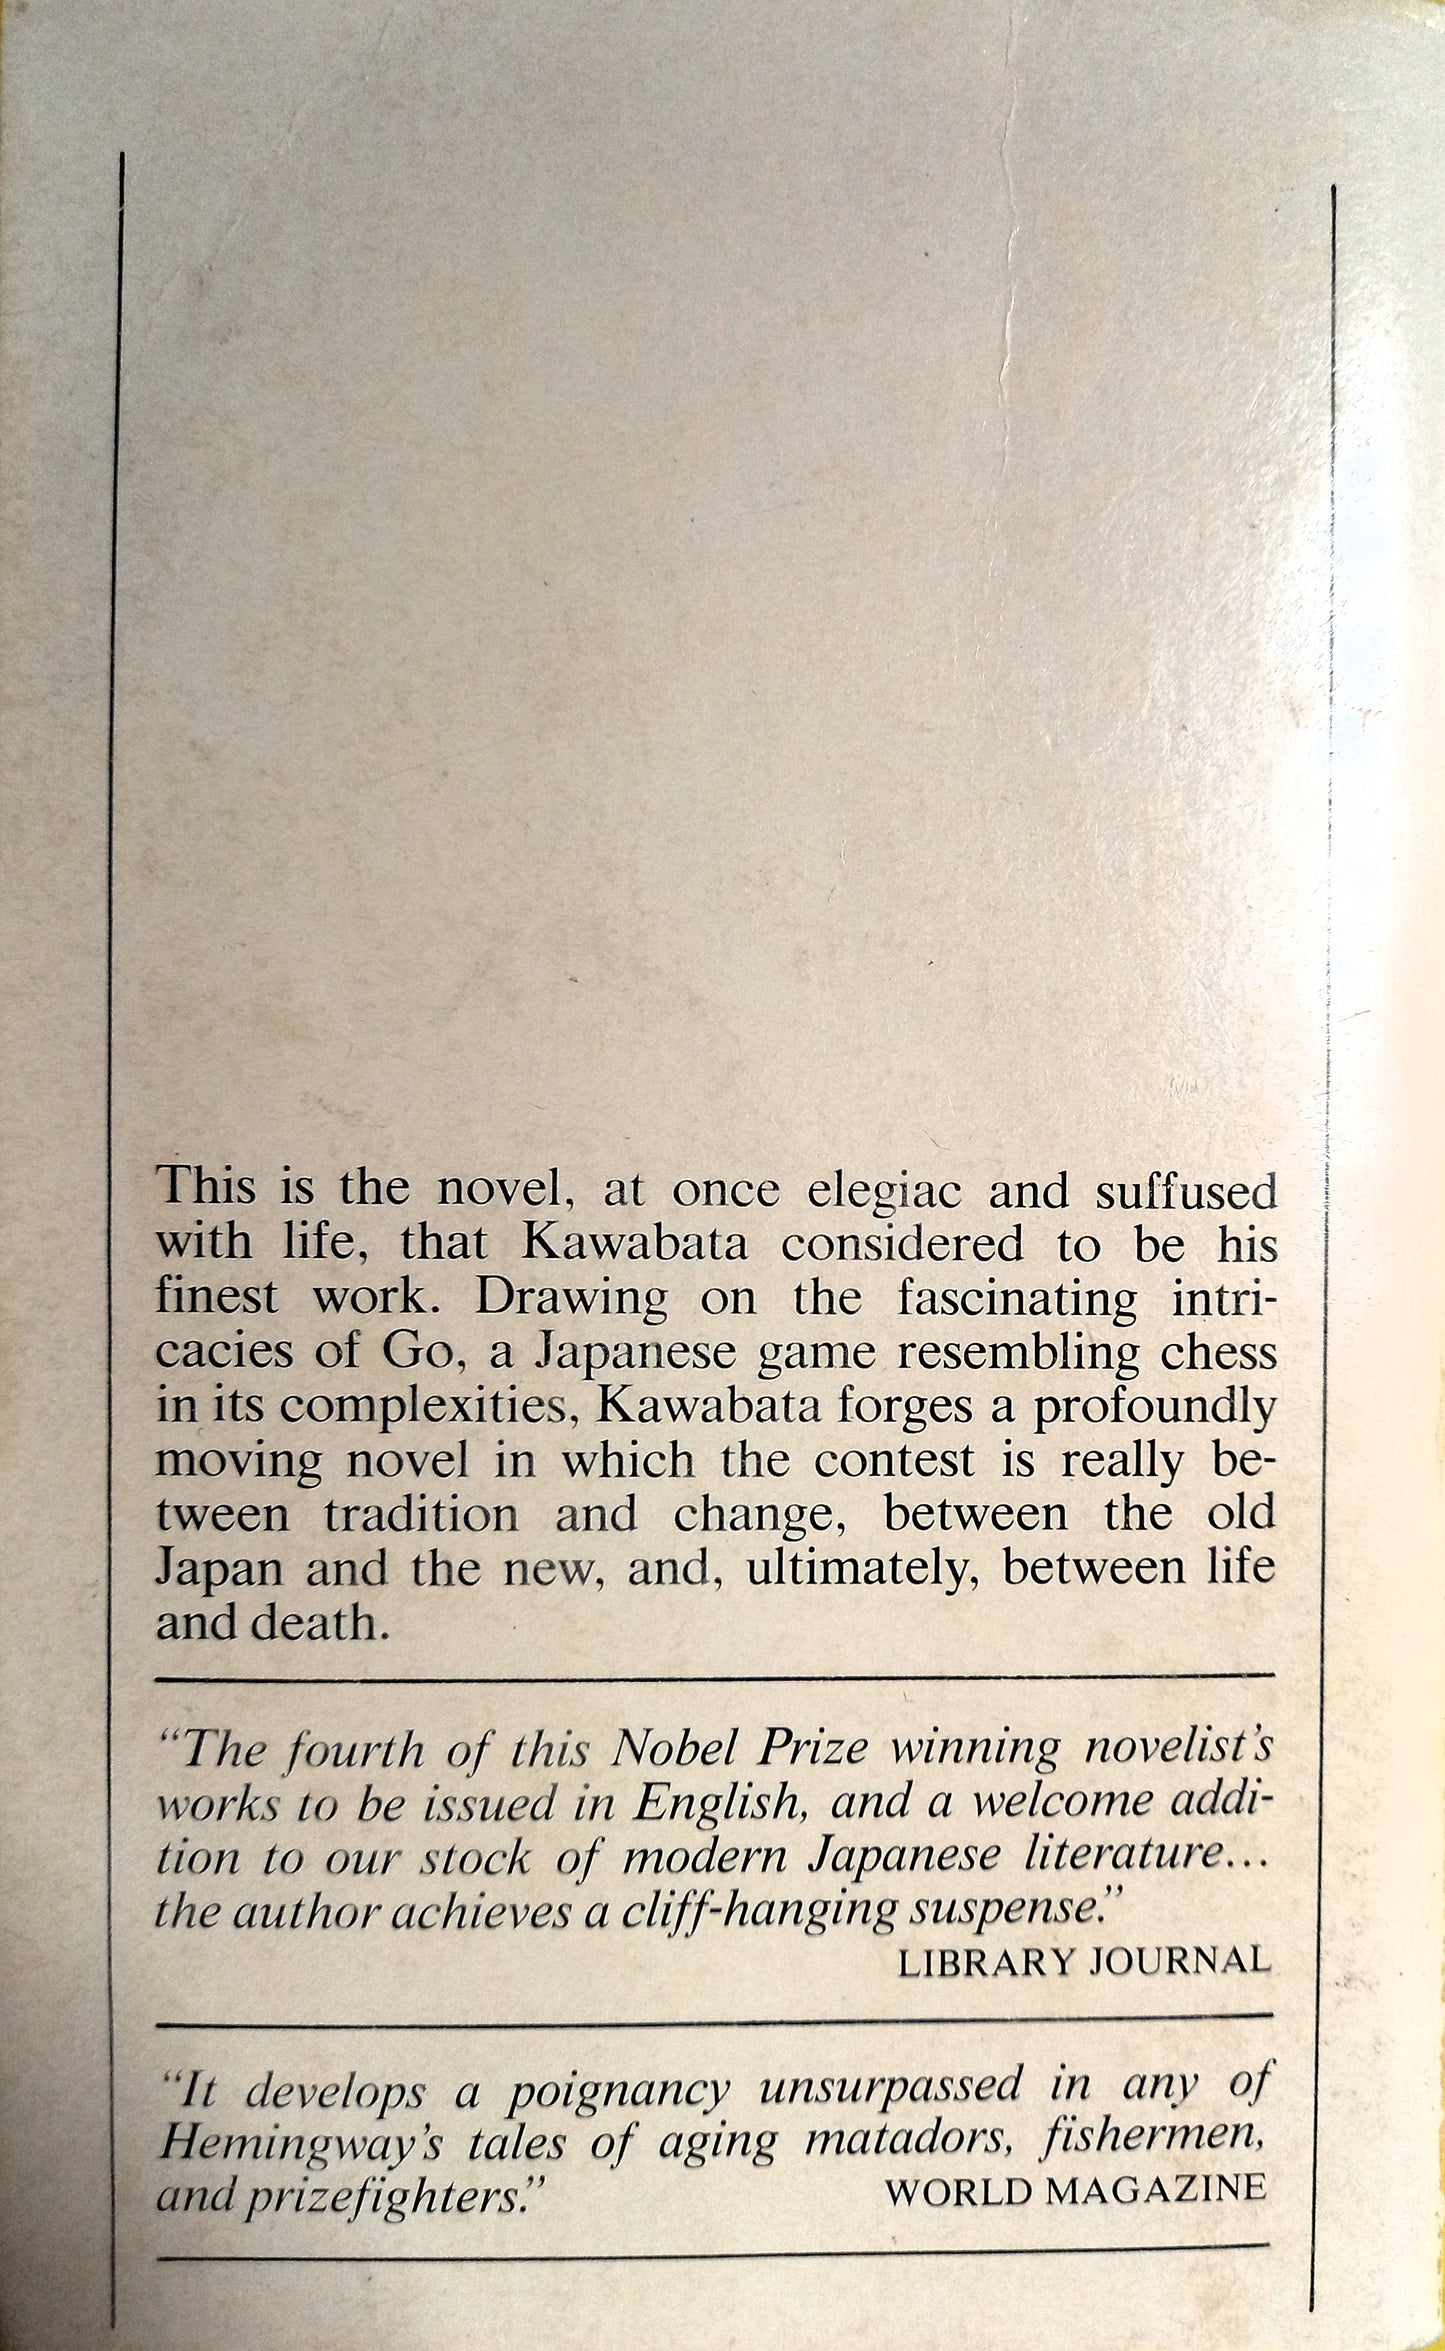 This is the novel, at once elegiac and suffused
with life, that Kawabata considered to be his
finest work. Drawing on the fascinating intri-
cacies of Go, a Japanese game resembling chess
in its complexities, Kawabata forges a profoundly
moving novel in which the contest is really be-
tween tradition and change, between the old
Japan and the new, and, ultimately, between life
and death.
“The fourth of this Nobel Prize winning novelist’s
works to be issued in English, and a welcome addi-
tion to our stock of modern Japanese literature...
the author achieves a cliff-hanging suspense.”
LIBRARY JOURNAL
“It develops a poignancy unsurpassed in any of
Hemingway’s tales of aging matadors, fishermen,
and prizefighters.” WORLD MAGAZINE